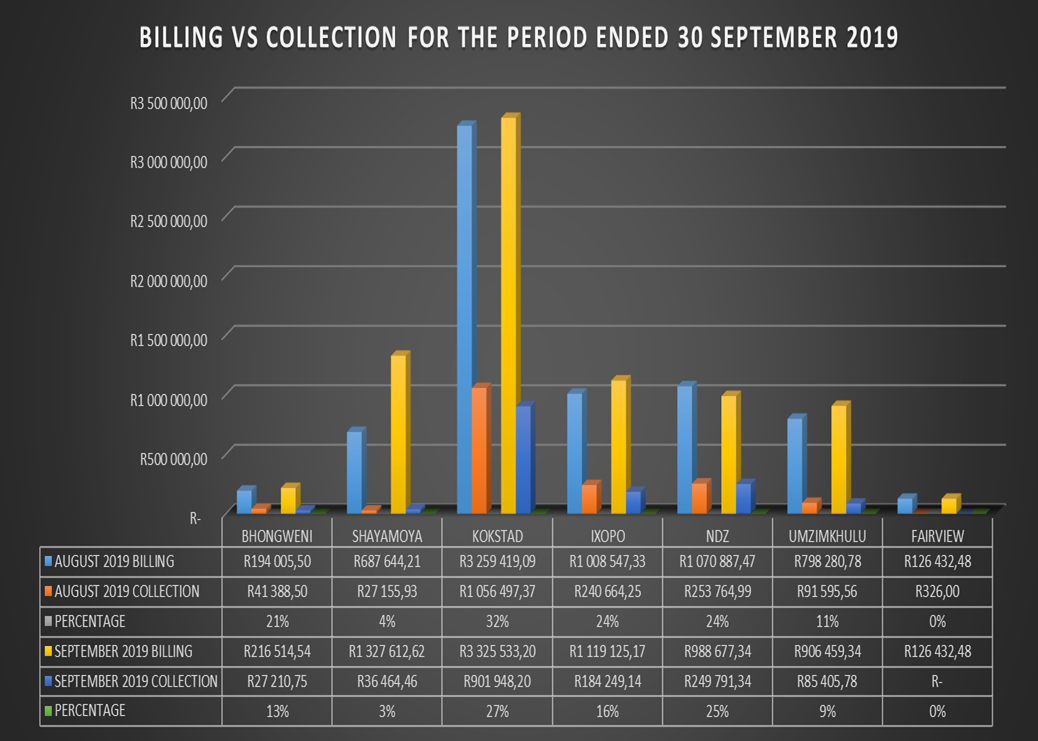 BILLING VS COLLECTION FOR THE PERIOD ENDED 30 SEPTEMBER 2019
R3 500 000,00
R3 000 000,00
R2 500 000,00
R2 000 000,00
R1 500 000,00
R1 000 000,00
R500 000,00
R-
BHONGWENI SHAYAMOYA KOKSTAD IXOPO NDZ UMZIMKHULU FAIRVIEW
AUGUST 2019 BILLING R194 005,50 R687 644,21 R3 259 419,09 R1 008 547,33 R1 070 887,47 R798 280,78 R126 432,48
AUGUST 2019 COLLECTION R41 388,50 R27 155,93 R1 056 497,37 R240 664,25 R253 764,99 R91 595,56 R326,00
PERCENTAGE 21% 4% 32% 24% 24% 11% 0%
SEPTEMBER 2019 BILLING R216 514,54 R1 327 612,62 R3 325 533,20 R1 119 125,17 R988 677,34 R906 459,34 R126 432,48
SEPTEMBER 2019 COLLECTION R27 210,75 R36 464,46 R901 948,20 R184 249,14 R249 791,34 R85 405,78 R-
PERCENTAGE 13% 3% 27% 16% 25% 9% 0%